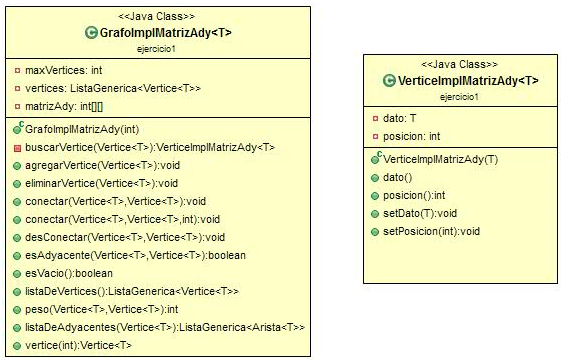 <<Java Class>>
GrafoImplMatrizAdy<T>
ejercicio1
maxVertices: int
vertices: ListaGenerica<Vertice<T>>
matrizAdy: int[][]
GrafoImplMatrizAdy(int)
buscarVertice(Vertice<T>):VerticeImplMatrizAdy<T>
agregarVertice(Vertice<T>):void
eliminarVertice(Vertice<T>):void
conectar(Vertice<T>,Vertice<T>):void
conectar(Vertice<T>,Vertice<T>,int):void
desConectar(Vertice<T>,Vertice<T>):void
esAdyacente(Vertice<T>,Vertice<T>):boolean
esVacio():boolean
listaDeVertices():ListaGenerica<Vertice<T>>
peso(Vertice<T>,Vertice<T>):int
listaDeAdyacentes(Vertice<T>):ListaGenerica<Arista<T>>
vertice(int):Vertice<T>
<<Java Class>>
VerticeImplMatrizAdy<T>
ejercicio1
dato: T
posicion: int
VerticeImplMatrizAdy(T)
dato()
posicion():int
setDato(T):void
setPosicion(int):void